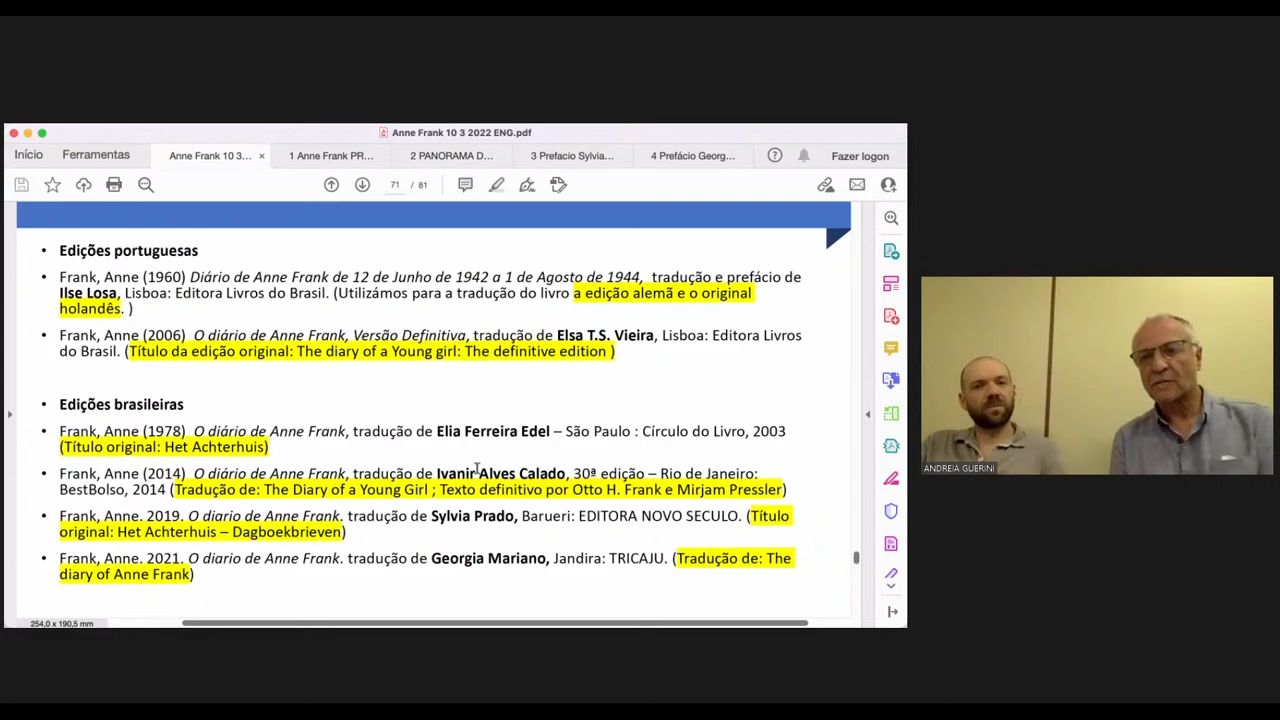 Anne Frank 10 3 2022 ENG.pdf
Início Ferramentas Anne Frank 10 3... × 1 Anne Frank PR... 2 PANORAMA D... 3 Prefacio Sylvia... 4 Prefácio Georg... ? Fazer logon
71 / 81
• Edições portuguesas
• Frank, Anne (1960) Diário de Anne Frank de 12 de Junho de 1942 a 1 de Agosto de 1944, tradução e prefácio de
Ilse Losa, Lisboa: Editora Livros do Brasil. (Utilizámos para a tradução do livro a edição alemã e o original
holandês. )
• Frank, Anne (2006) O diário de Anne Frank, Versão Definitiva, tradução de Elsa T.S. Vieira, Lisboa: Editora Livros
do Brasil. (Título da edição original: The diary of a Young girl: The definitive edition )
• Edições brasileiras
• Frank, Anne (1978) O diário de Anne Frank, tradução de Elia Ferreira Edel – São Paulo : Círculo do Livro, 2003
(Título original: Het Achterhuis)
• Frank, Anne (2014) O diário de Anne Frank, tradução de Ivanir Alves Calado, 30ª edição – Rio de Janeiro:
BestBolso, 2014 (Tradução de: The Diary of a Young Girl ; Texto definitivo por Otto H. Frank e Mirjam Pressler)
• Frank, Anne. 2019. O diario de Anne Frank. tradução de Sylvia Prado, Barueri: EDITORA NOVO SECULO. (Título
original: Het Achterhuis – Dagboekbrieven)
• Frank, Anne. 2021. O diario de Anne Frank. tradução de Georgia Mariano, Jandira: TRICAJU. (Tradução de: The
diary of Anne Frank)
254,0 x 190,5 mm
ANDREIA GUERINI